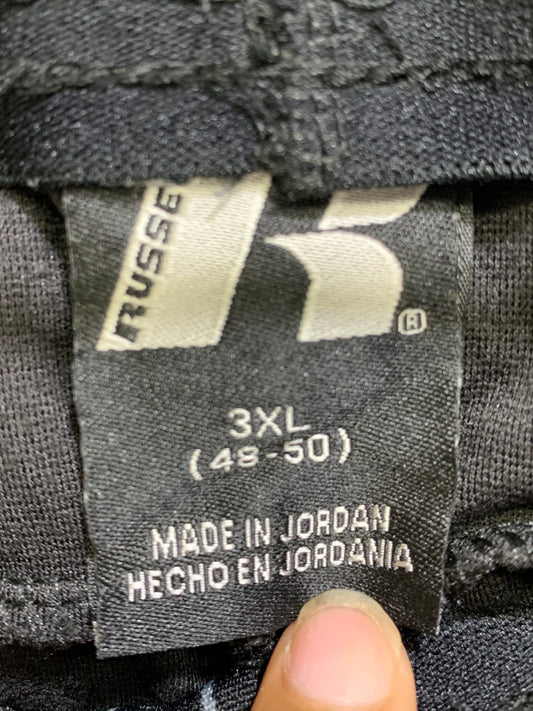 RUSSE
R
®
3XL
(48-50)
MADE IN JORDAN
HECHO EN JORDANIA